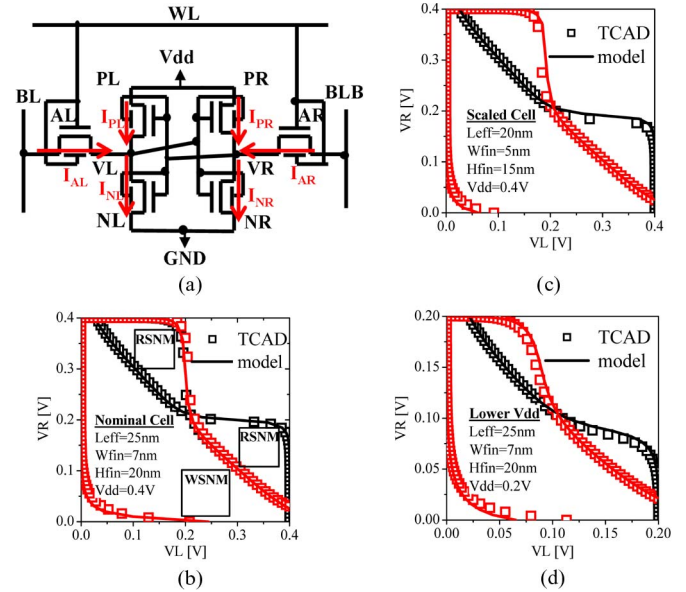 WL
Vdd
PL
PR
BL
BLB
AL
AR
I_PL
I_PR
VL
VR
I_AL
I_AR
I_NL
I_NR
NL
NR
GND
(a)
0.4
0.3
0.2
0.1
0.0
VR [V]
TCAD
model
Scaled Cell
Leff=20nm
Wfin=5nm
Hfin=15nm
Vdd=0.4V
0.0 0.1 0.2 0.3 0.4
VL [V]
(c)
0.4
0.3
0.2
0.1
0.0
VR [V]
RSNM
TCAD
model
Nominal Cell
Leff=25nm
Wfin=7nm
Hfin=20nm
Vdd=0.4V
RSNM
WSNM
0.0 0.1 0.2 0.3 0.4
VL [V]
(b)
0.20
0.15
0.10
0.05
0.00
VR [V]
TCAD
model
Lower Vdd
Leff=25nm
Wfin=7nm
Hfin=20nm
Vdd=0.2V
0.00 0.05 0.10 0.15 0.20
VL [V]
(d)